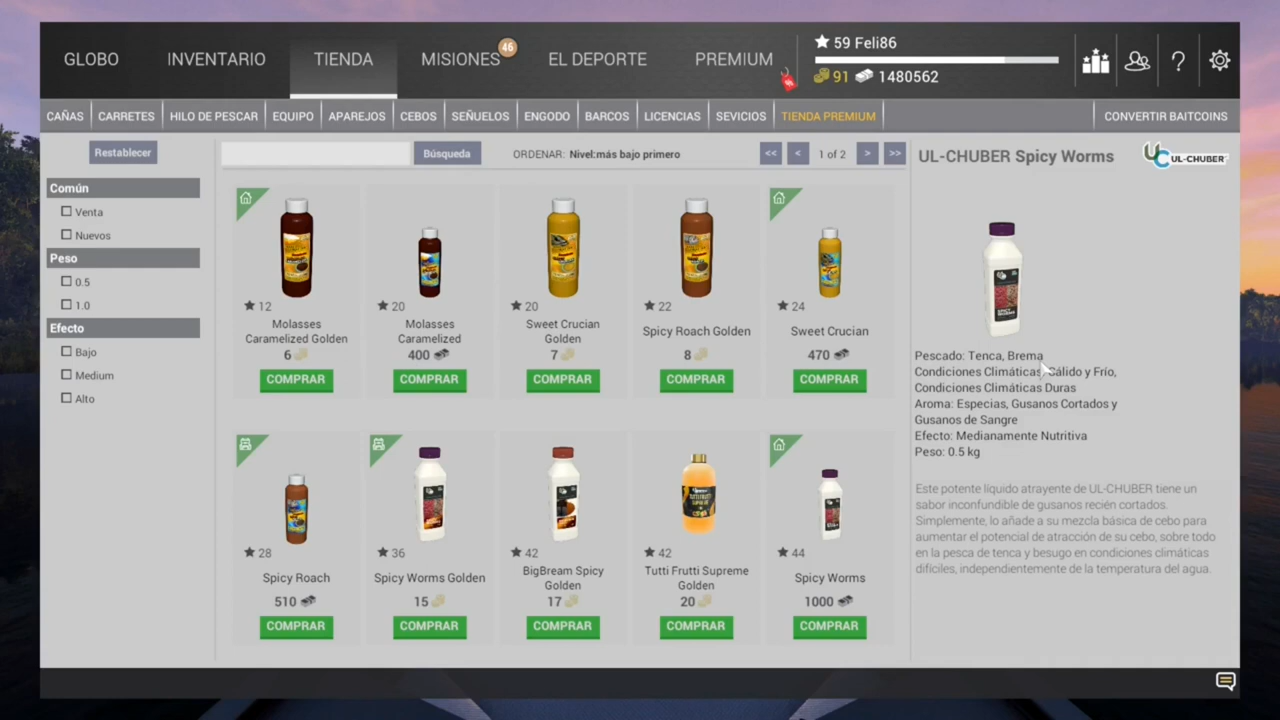 GLOBO INVENTARIO TIENDA MISIONES 46 EL DEPORTE PREMIUM
59 Feli86
91 1480562
CAÑAS CARRETES HILO DE PESCAR EQUIPO APAREJOS CEBOS SEÑUELOS ENGODO BARCOS LICENCIAS SEVICIOS TIENDA PREMIUM CONVERTIR BAITCOINS
Restablecer
Común
Venta
Nuevos
Peso
0.5
1.0
Efecto
Bajo
Medium
Alto
Búsqueda ORDENAR: Nivel:más bajo primero << < 1 of 2 > >>
12 20 20 22 24
Molasses Caramelized Golden
6
COMPRAR
Molasses Caramelized
400
COMPRAR
Sweet Crucian Golden
7
COMPRAR
Spicy Roach Golden
8
COMPRAR
Sweet Crucian
470
COMPRAR
28 36 42 42 44
Spicy Roach
510
COMPRAR
Spicy Worms Golden
15
COMPRAR
BigBream Spicy Golden
17
COMPRAR
Tutti Frutti Supreme Golden
20
COMPRAR
Spicy Worms
1000
COMPRAR
UL-CHUBER Spicy Worms UL-CHUBER
SPICY WORMS
Pescado: Tenca, Brema
Condiciones Climáticas: Cálido y Frío,
Condiciones Climáticas Duras
Aroma: Especias, Gusanos Cortados y
Gusanos de Sangre
Efecto: Medianamente Nutritiva
Peso: 0.5 kg
Este potente líquido atrayente de UL-CHUBER tiene un
sabor inconfundible de gusanos recién cortados.
Simplemente, lo añade a su mezcla básica de cebo para
aumentar el potencial de atracción de su cebo, sobre todo
en la pesca de tenca y besugo en condiciones climáticas
difíciles, independientemente de la temperatura del agua.